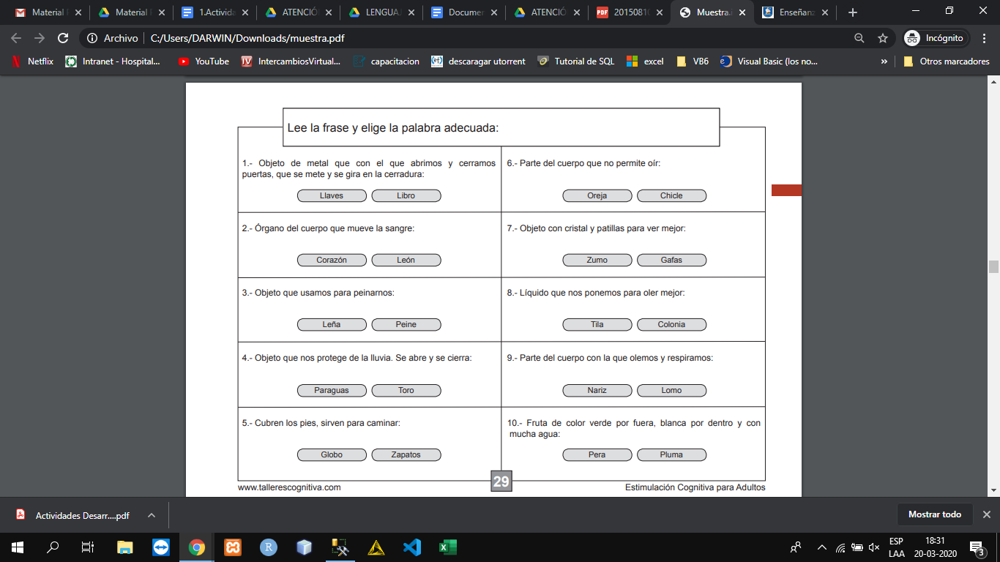 Material
Material
1.Activida
ATENCIÓ
LENGUAJ
Documen
ATENCIÓ
PDF
2015081
Muestra.
Enseñanz
Archivo
C:/Users/DARWIN/Downloads/muestra.pdf
Incógnito
Netflix
Intranet - Hospital...
YouTube
IntercambiosVirtual...
capacitacion
descaragar utorrent
Tutorial de SQL
excel
VB6
Visual Basic (los no...
»
Otros marcadores
Lee la frase y elige la palabra adecuada:
1.- Objeto de metal que con el que abrimos y cerramos
puertas, que se mete y se gira en la cerradura:
Llaves Libro
2.- Órgano del cuerpo que mueve la sangre:
Corazón León
3.- Objeto que usamos para peinarnos:
Leña Peine
4.- Objeto que nos protege de la lluvia. Se abre y se cierra:
Paraguas Toro
5.- Cubren los pies, sirven para caminar:
Globo Zapatos
6.- Parte del cuerpo que no permite oír:
Oreja Chicle
7.- Objeto con cristal y patillas para ver mejor:
Zumo Gafas
8.- Líquido que nos ponemos para oler mejor:
Tila Colonia
9.- Parte del cuerpo con la que olemos y respiramos:
Nariz Lomo
10.- Fruta de color verde por fuera, blanca por dentro y con
mucha agua:
Pera Pluma
www.tallerescognitiva.com
29
Estimulación Cognitiva para Adultos
Actividades Desarr....pdf
Mostrar todo
ESP
LAA
18:31
20-03-2020
3